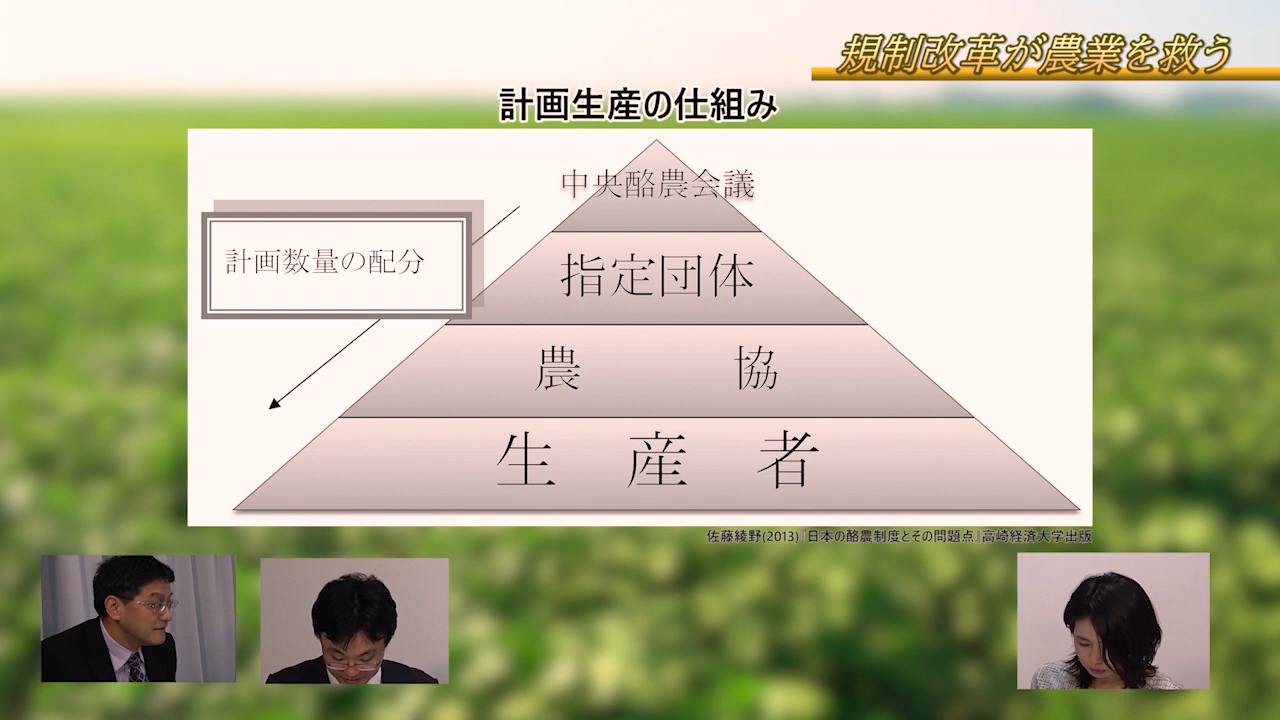 規制改革が農業を救う
計画生産の仕組み
中央酪農会議
計画数量の配分
指定団体
農 協
生 産 者
佐藤綾野(2013)『日本の酪農制度とその問題点』高崎経済大学出版